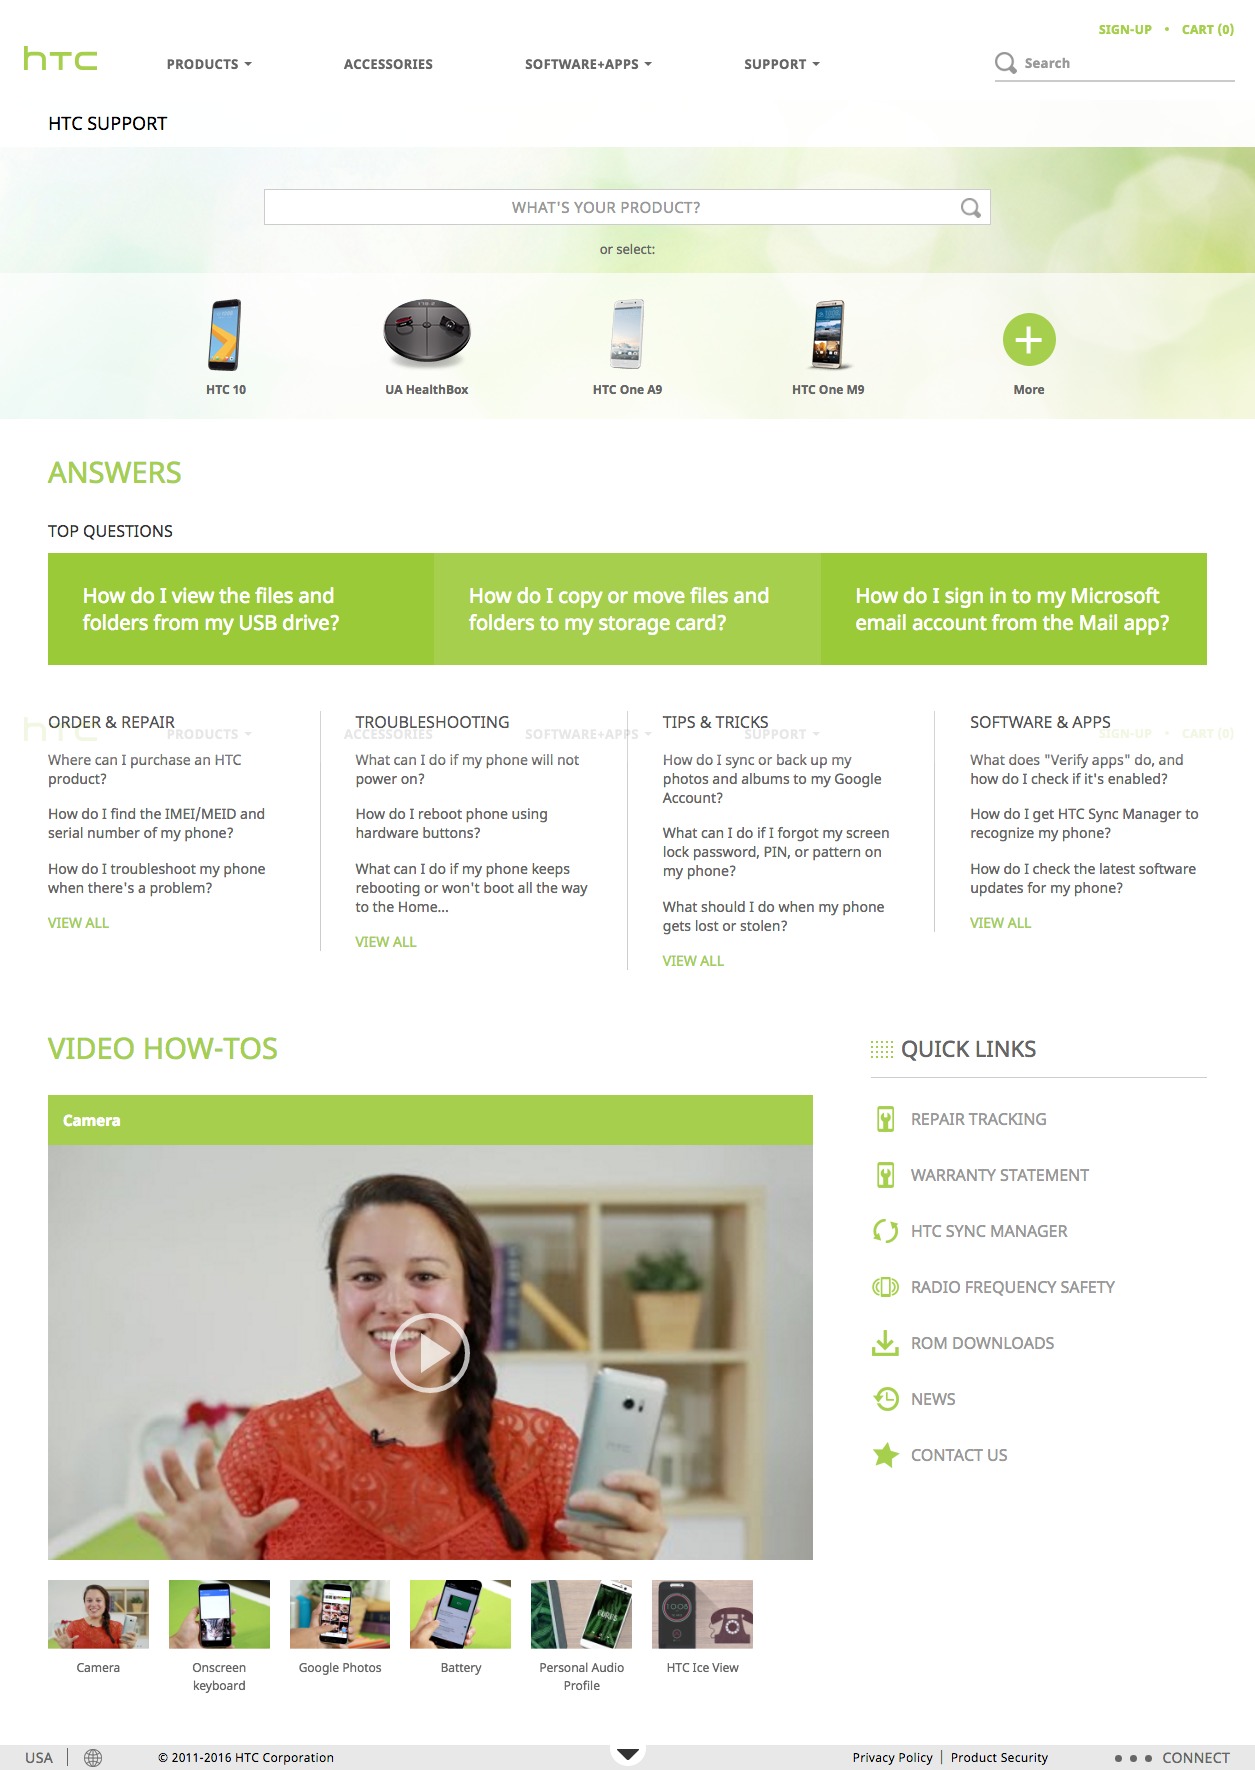 SIGN-UP • CART (0)
hTC
PRODUCTS
ACCESSORIES
SOFTWARE+APPS
SUPPORT
Search
HTC SUPPORT
WHAT'S YOUR PRODUCT?
or select:
HTC 10
UA HealthBox
HTC One A9
HTC One M9
More
ANSWERS
TOP QUESTIONS
How do I view the files and
folders from my USB drive?
How do I copy or move files and
folders to my storage card?
How do I sign in to my Microsoft
email account from the Mail app?
hTC
PRODUCTS
ACCESSORIES
SOFTWARE+APPS
SUPPORT
SIGN-UP • CART (0)
ORDER & REPAIR
Where can I purchase an HTC
product?
How do I find the IMEI/MEID and
serial number of my phone?
How do I troubleshoot my phone
when there's a problem?
VIEW ALL
TROUBLESHOOTING
What can I do if my phone will not
power on?
How do I reboot phone using
hardware buttons?
What can I do if my phone keeps
rebooting or won't boot all the way
to the Home...
VIEW ALL
TIPS & TRICKS
How do I sync or back up my
photos and albums to my Google
Account?
What can I do if I forgot my screen
lock password, PIN, or pattern on
my phone?
What should I do when my phone
gets lost or stolen?
VIEW ALL
SOFTWARE & APPS
What does "Verify apps" do, and
how do I check if it's enabled?
How do I get HTC Sync Manager to
recognize my phone?
How do I check the latest software
updates for my phone?
VIEW ALL
VIDEO HOW-TOS
Camera
hTC
Camera
Onscreen
keyboard
Google Photos
Battery
Personal Audio
Profile
HTC Ice View
QUICK LINKS
REPAIR TRACKING
WARRANTY STATEMENT
HTC SYNC MANAGER
RADIO FREQUENCY SAFETY
ROM DOWNLOADS
NEWS
CONTACT US
USA
© 2011-2016 HTC Corporation
Privacy Policy | Product Security
CONNECT